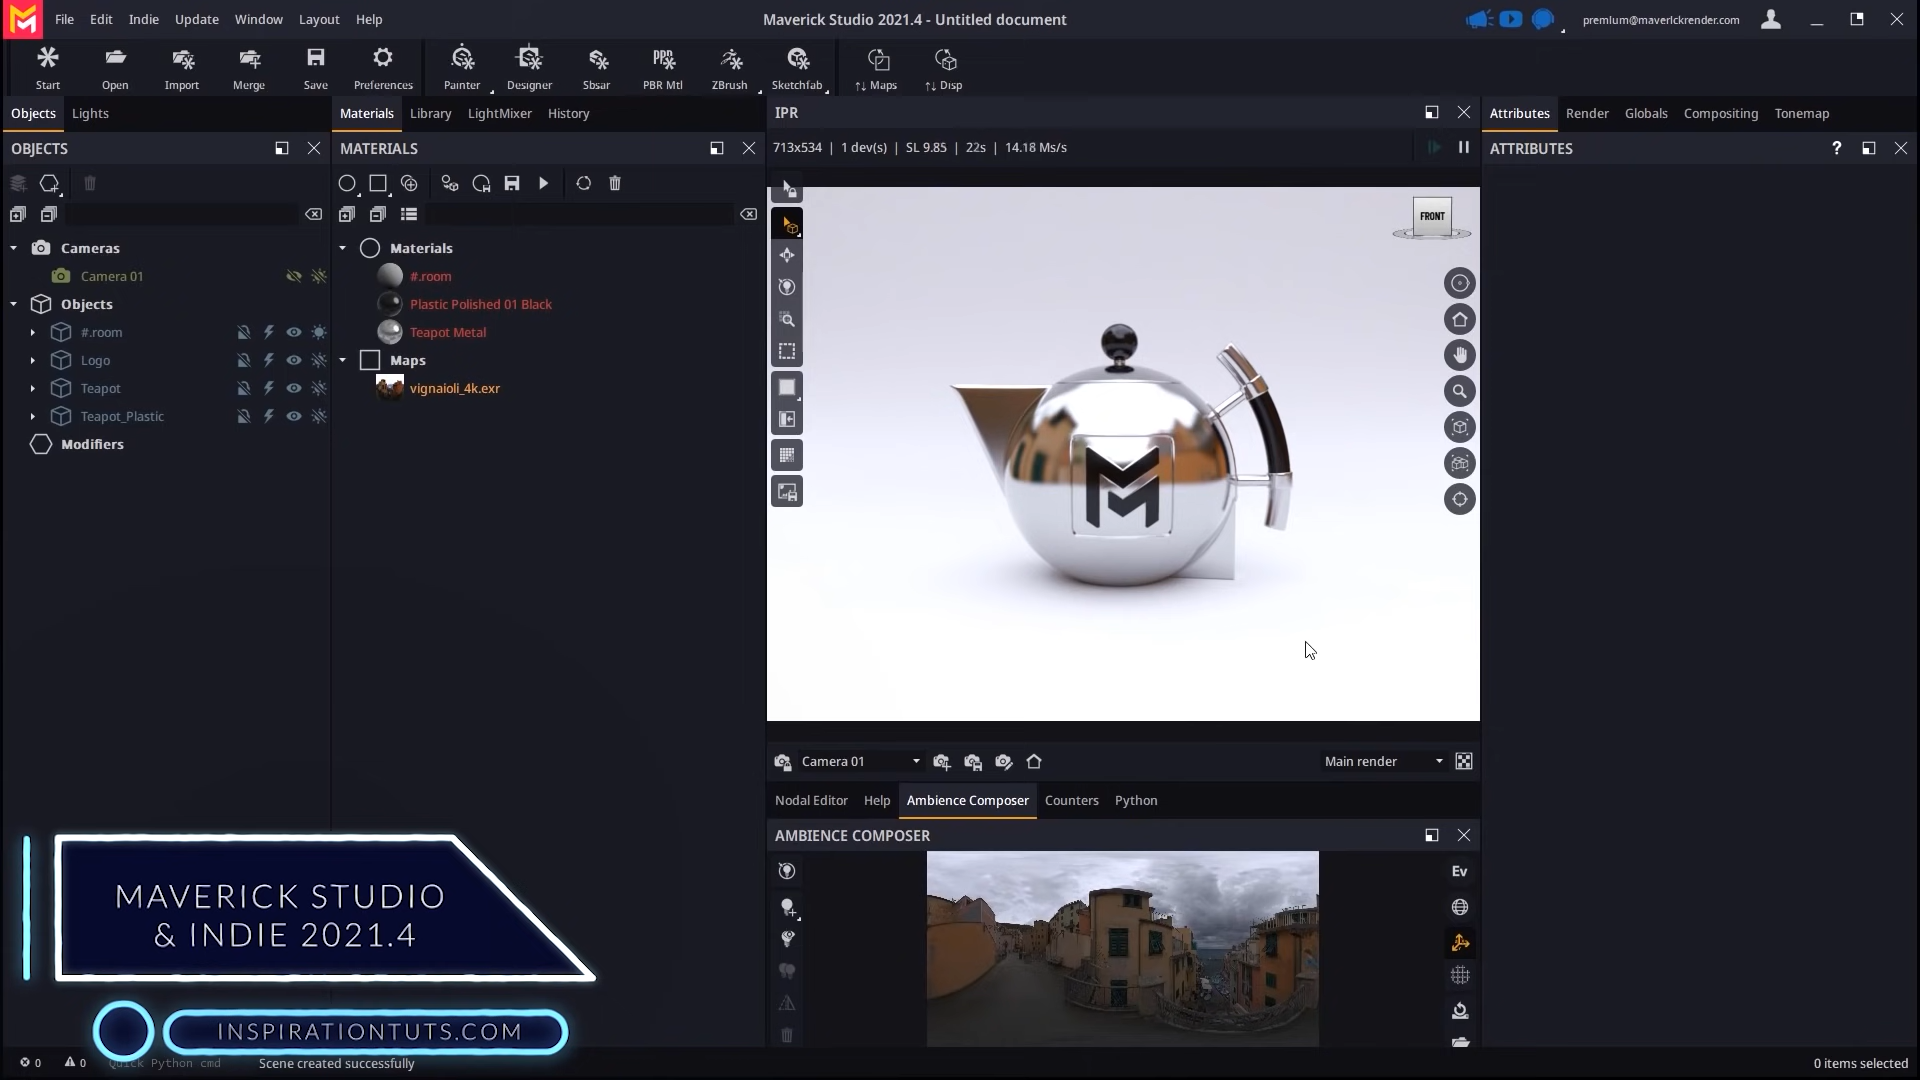 File Edit Indie Update Window Layout Help
Maverick Studio 2021.4 - Untitled document
premium@maverickrender.com
Start Open Import Merge Save Preferences Painter Designer Sbsar PBR Mtl ZBrush Sketchfab ↑↓ Maps ↑↓ Disp
Objects Lights
Materials Library LightMixer History
IPR
Attributes Render Globals Compositing Tonemap
OBJECTS
MATERIALS
713x534 | 1 dev(s) | SL 9.85 | 22s | 14.18 Ms/s
ATTRIBUTES ?
FRONT
Cameras
Camera 01
Objects
#.room
Logo
Teapot
Teapot_Plastic
Modifiers
Materials
#.room
Plastic Polished 01 Black
Teapot Metal
Maps
vignaioli_4k.exr
Camera 01
Main render
Nodal Editor Help Ambience Composer Counters Python
AMBIENCE COMPOSER
Ev
MAVERICK STUDIO
& INDIE 2021.4
INSPIRATIONTUTS.COM
0 0 Quick Python cmd Scene created successfully
0 items selected